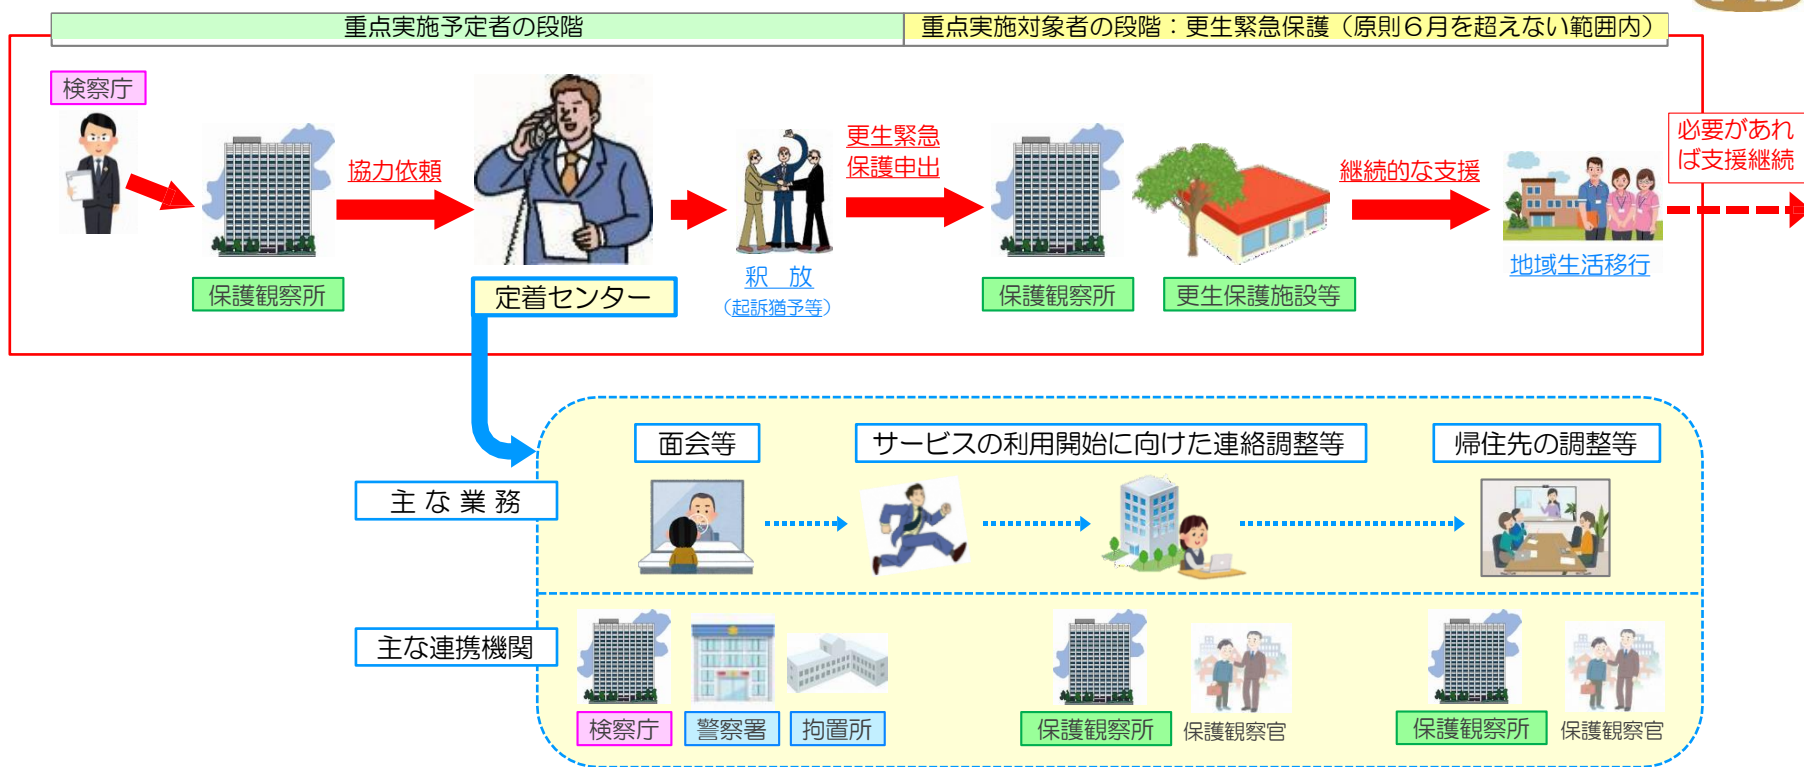 重点実施予定者の段階
重点実施対象者の段階：更生緊急保護（原則６月を超えない範囲内）
検察庁
保護観察所
協力依頼
定着センター
釈　放
（起訴猶予等）
更生緊急
保護申出
保護観察所
更生保護施設等
継続的な支援
地域生活移行
必要があれ
ば支援継続
主 な 業 務
面会等
サービスの利用開始に向けた連絡調整等
帰住先の調整等
主な連携機関
検察庁
警察署
拘置所
保護観察所
保護観察官
保護観察所
保護観察官